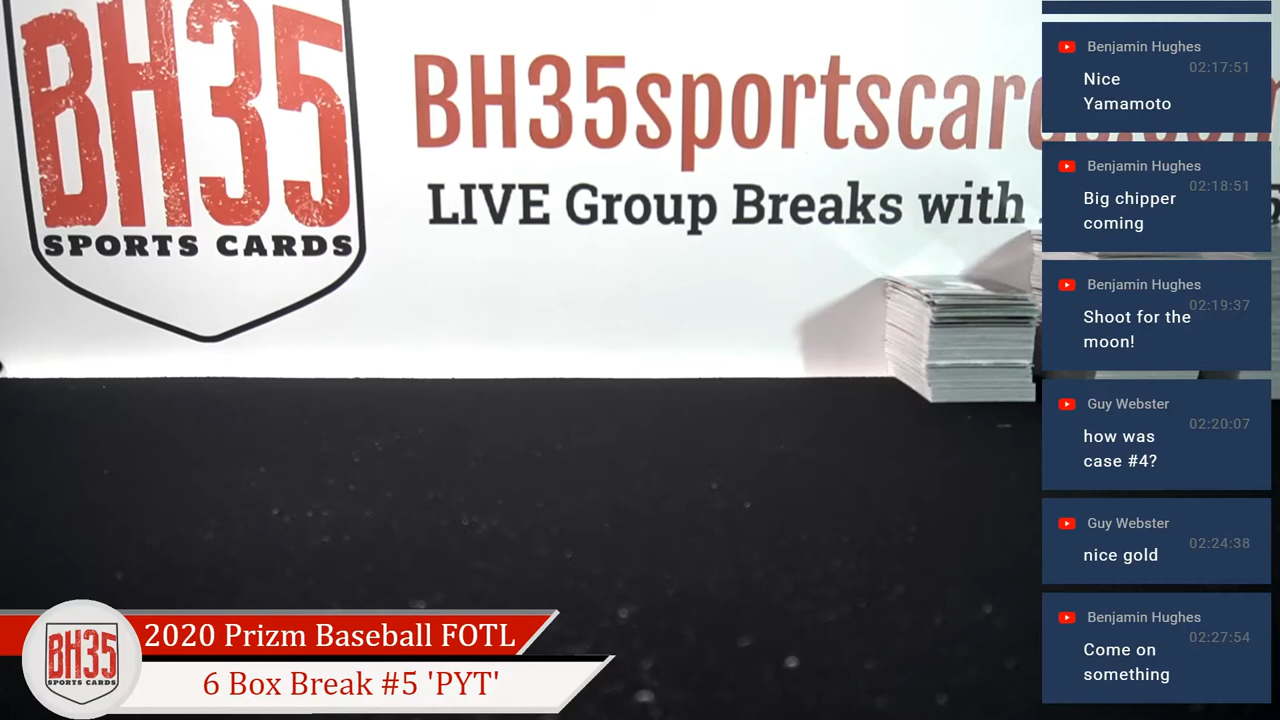 BH35
SPORTS CARDS
BH35sportscards.com
LIVE Group Breaks with
Benjamin Hughes
02:17:51
Nice
Yamamoto
Benjamin Hughes
02:18:51
Big chipper
coming
Benjamin Hughes
02:19:37
Shoot for the
moon!
Guy Webster
02:20:07
how was
case #4?
Guy Webster
02:24:38
nice gold
Benjamin Hughes
02:27:54
Come on
something
BH35
SPORTS CARDS
2020 Prizm Baseball FOTL
6 Box Break #5 'PYT'